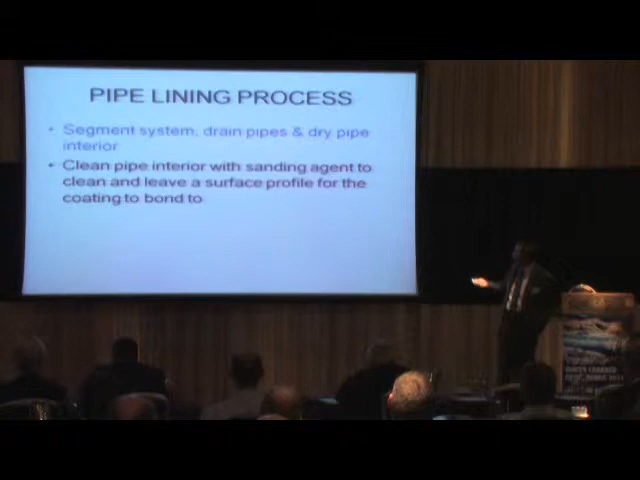 PIPE LINING PROCESS
• Segment system, drain pipes & dry pipe
interior
• Clean pipe interior with sanding agent to
clean and leave a surface profile for the
coating to bond to